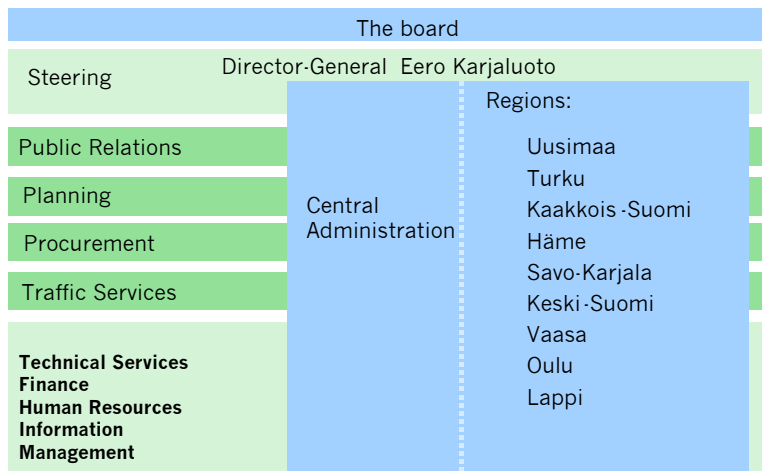 The board
Director-General Eero Karjaluoto
Steering
Regions:
Public Relations
Planning
Procurement
Traffic Services
Technical Services
Finance
Human Resources
Information
Management
Central
Administration
Uusimaa
Turku
Kaakkois-Suomi
Häme
Savo-Karjala
Keski-Suomi
Vaasa
Oulu
Lappi